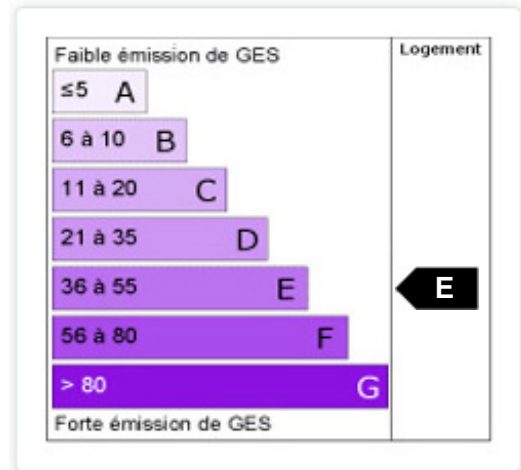 Faible émission de GES
Logement
≤5 A
6 à 10 B
11 à 20 C
21 à 35 D
36 à 55 E
E
56 à 80 F
> 80 G
Forte émission de GES